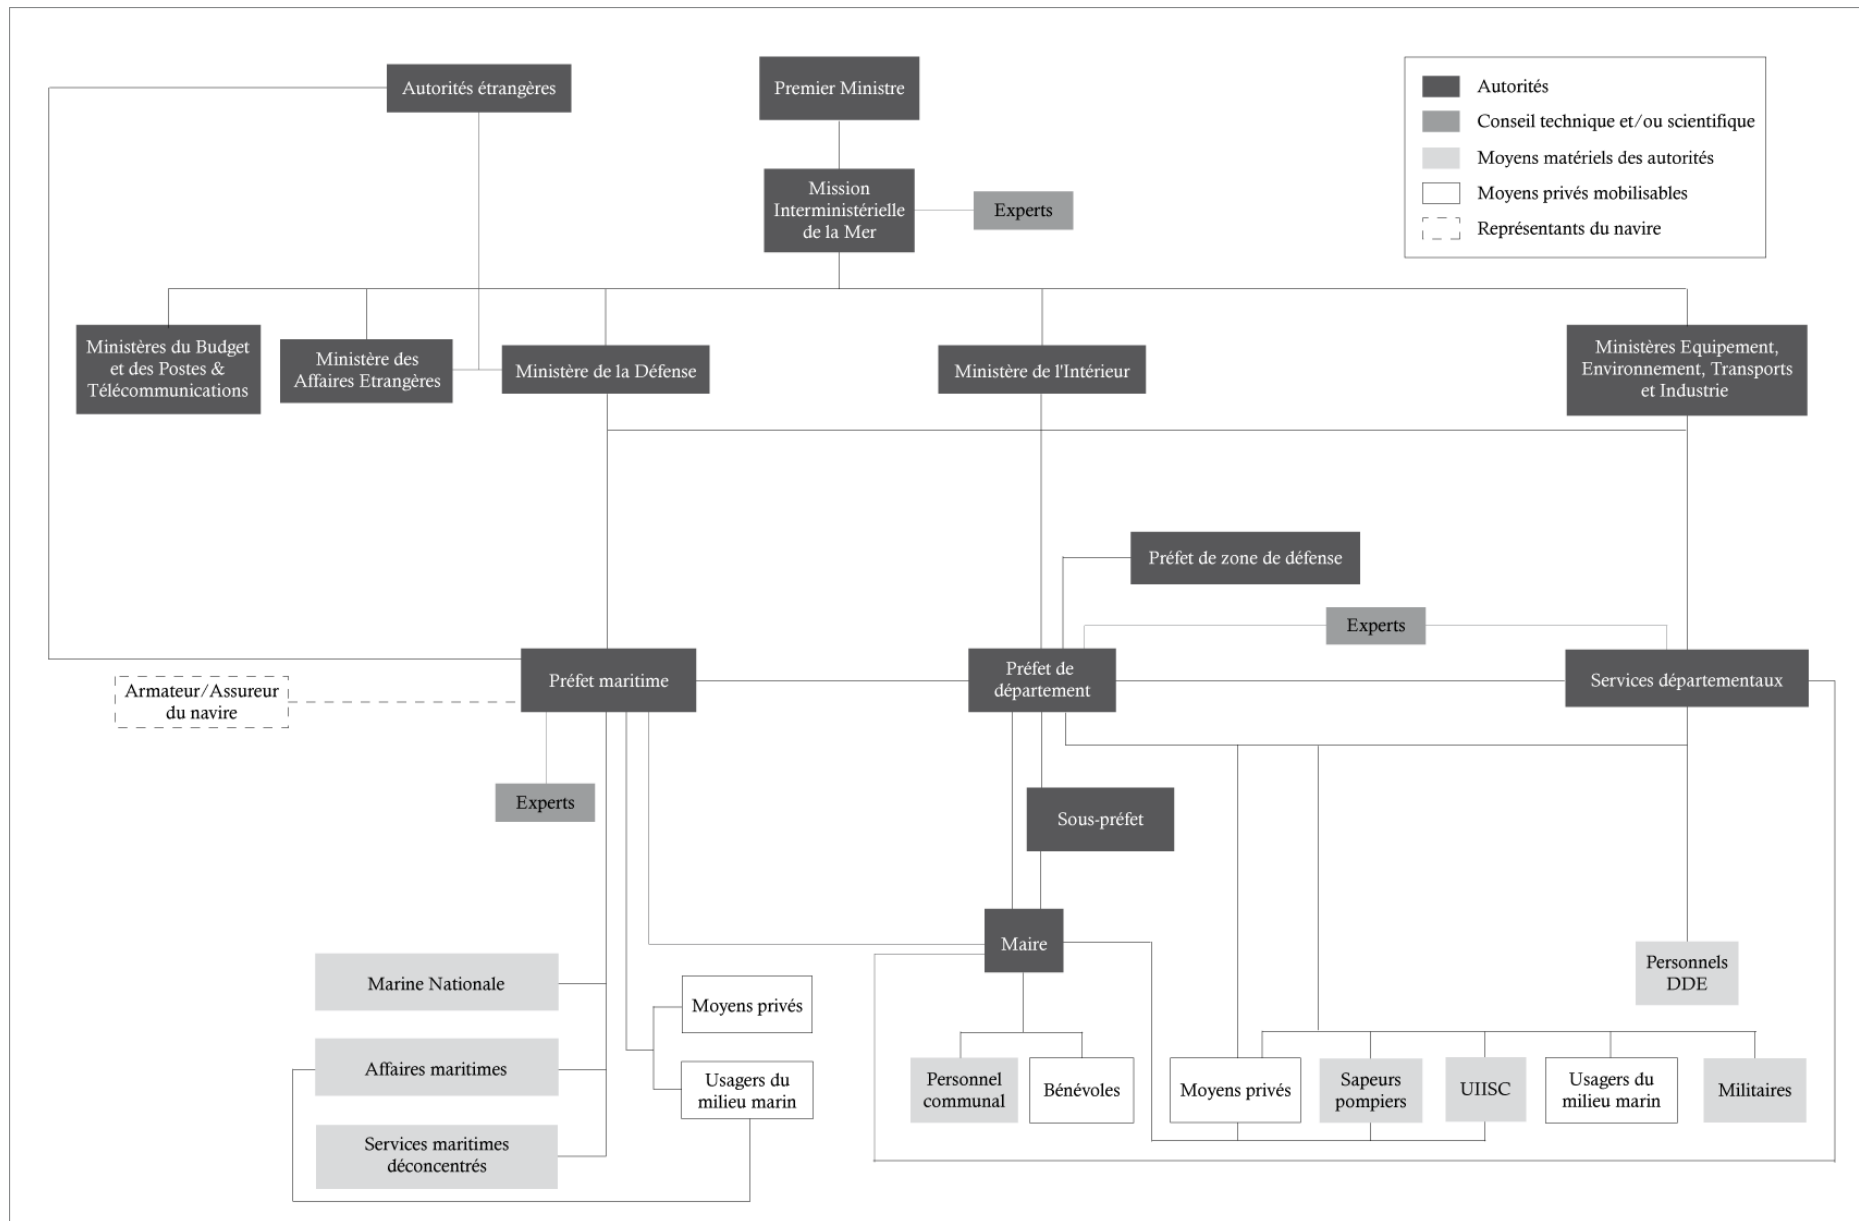 Autorités étrangères
Premier Ministre
Autorités
Conseil technique et/ou scientifique
Moyens matériels des autorités
Moyens privés mobilisables
Représentants du navire
Mission
Interministérielle
de la Mer
Experts
Ministères du Budget
et des Postes &
Télécommunications
Ministère des
Affaires Etrangères
Ministère de la Défense
Ministère de l'Intérieur
Ministères Equipement,
Environnement, Transports
et Industrie
Préfet de zone de défense
Experts
Armateur/Assureur
du navire
Préfet maritime
Préfet de
département
Services départementaux
Experts
Sous-préfet
Maire
Marine Nationale
Affaires maritimes
Services maritimes
déconcentrés
Moyens privés
Usagers du
milieu marin
Personnel
communal
Bénévoles
Personnels
DDE
Moyens privés
Sapeurs
pompiers
UIISC
Usagers du
milieu marin
Militaires